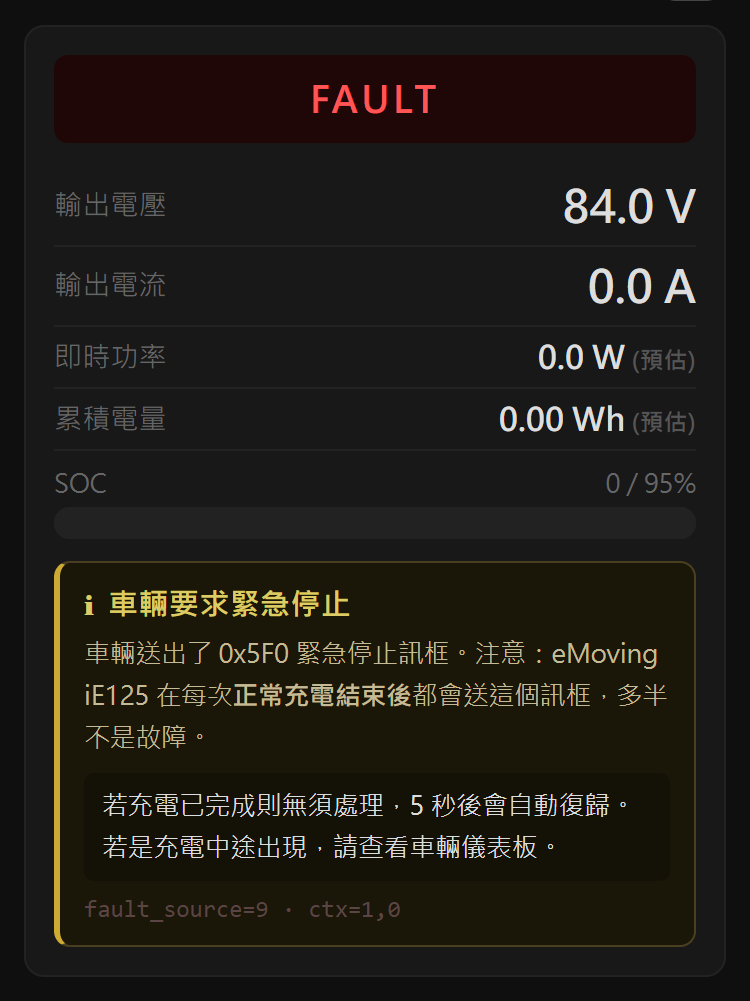 FAULT
輸出電壓 84.0 V
輸出電流 0.0 A
即時功率 0.0 W (預估)
累積電量 0.00 Wh (預估)
SOC 0 / 95%
ℹ 車輛要求緊急停止
車輛送出了 0x5F0 緊急停止訊框。注意：eMoving
iE125 在每次正常充電結束後都會送這個訊框，多半
不是故障。
若充電已完成則無須處理，5 秒後會自動復歸。
若是充電中途出現，請查看車輛儀表板。
fault_source=9 · ctx=1,0